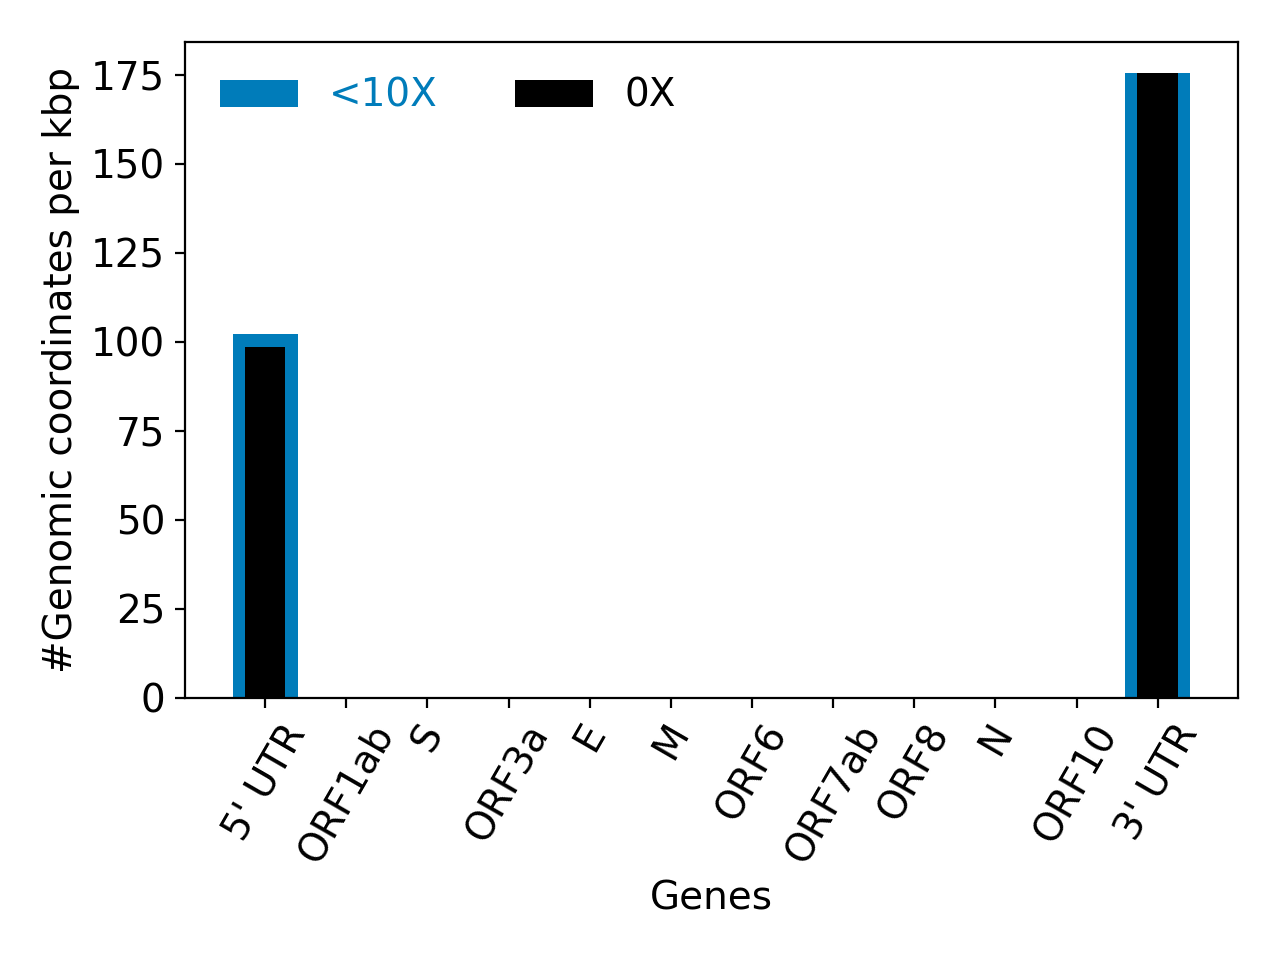 #Genomic coordinates per kbp
175
150
125
100
75
50
25
0
<10X 0X
5' UTR ORF1ab S ORF3a E M ORF6 ORF7ab ORF8 N ORF10 3' UTR
Genes